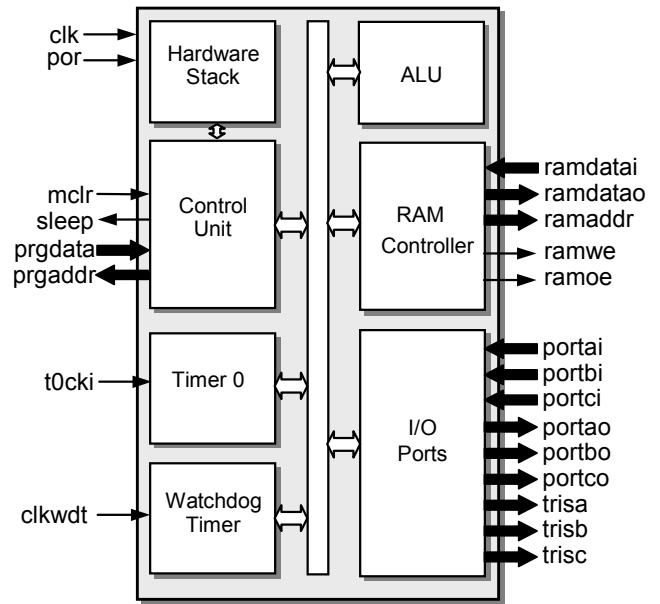 clk
por
Hardware
Stack
ALU
mclr
sleep
prgdata
prgaddr
Control
Unit
RAM
Controller
ramdatai
ramdatao
ramaddr
ramwe
ramoe
t0cki
Timer 0
clkwdt
Watchdog
Timer
I/O
Ports
portai
portbi
portci
portao
portbo
portco
trisa
trisb
trisc